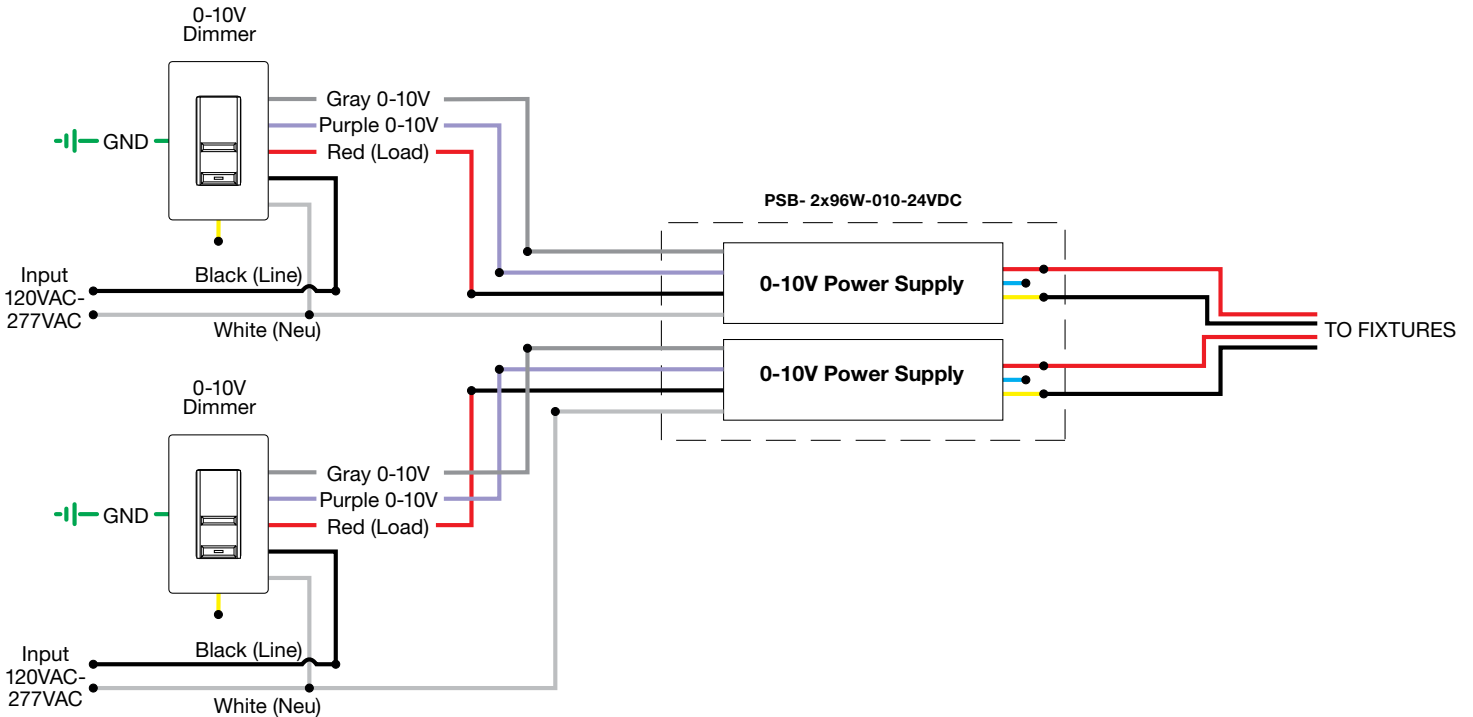 0-10V
Dimmer
Gray 0-10V
Purple 0-10V
GND
Red (Load)
PSB- 2x96W-010-24VDC
Input
120VAC-
277VAC
Black (Line)
White (Neu)
0-10V Power Supply
TO FIXTURES
0-10V Power Supply
0-10V
Dimmer
Gray 0-10V
Purple 0-10V
GND
Red (Load)
Input
120VAC-
277VAC
Black (Line)
White (Neu)